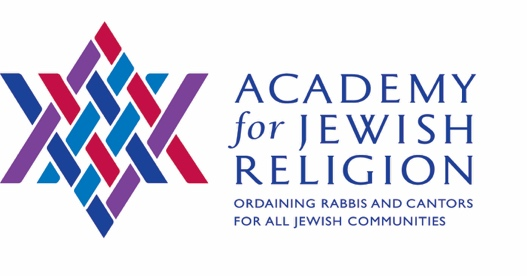 ACADEMY
for JEWISH
RELIGION
ORDAINING RABBIS AND CANTORS
FOR ALL JEWISH COMMUNITIES